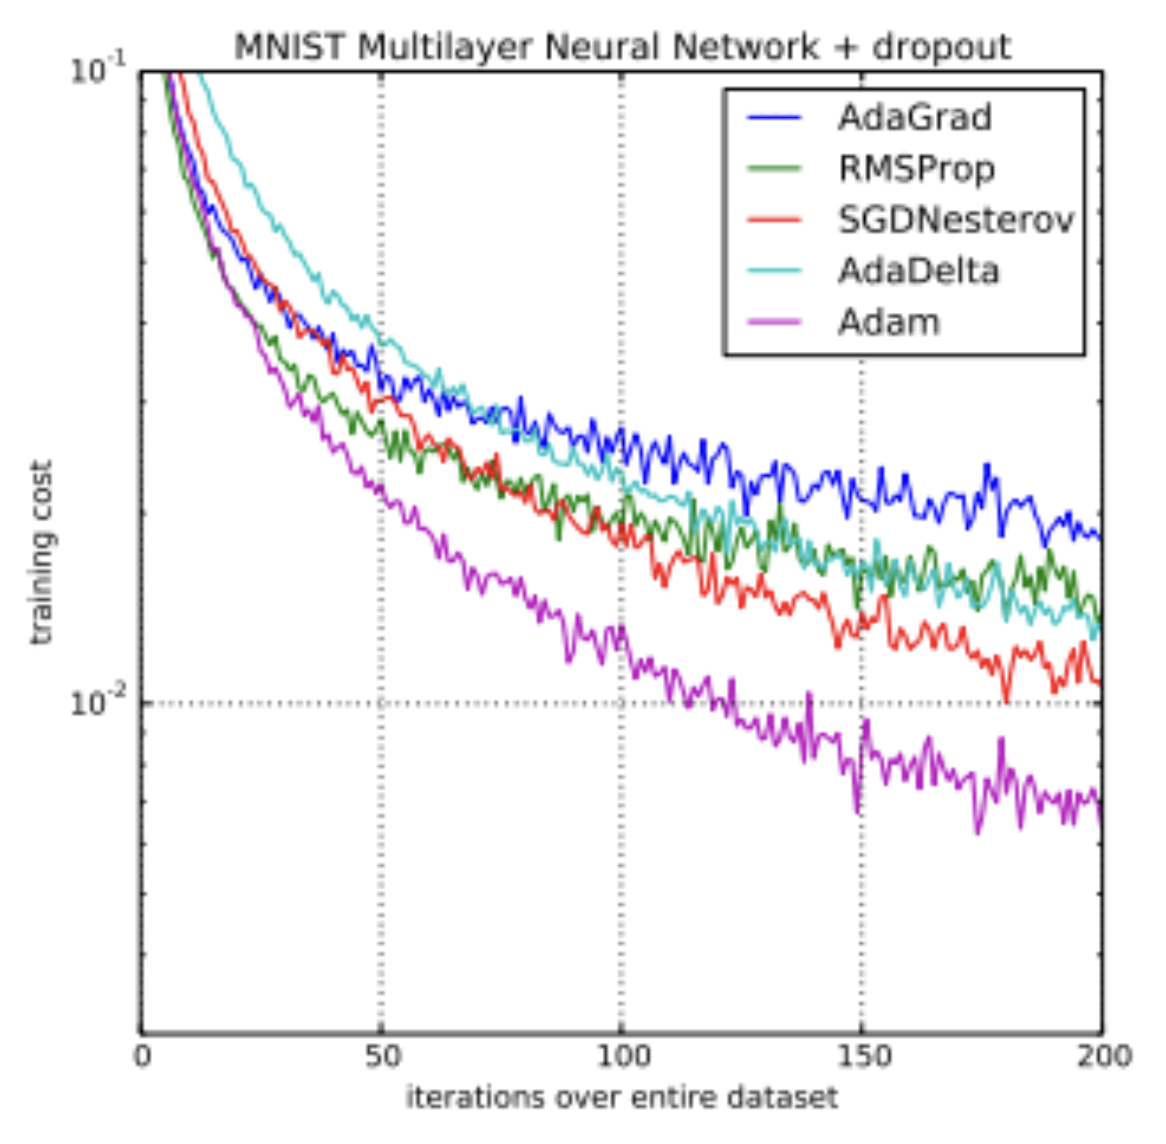 MNIST Multilayer Neural Network + dropout
10^-1
AdaGrad
RMSProp
SGDNesterov
AdaDelta
Adam
training cost
10^-2
0 50 100 150 200
iterations over entire dataset